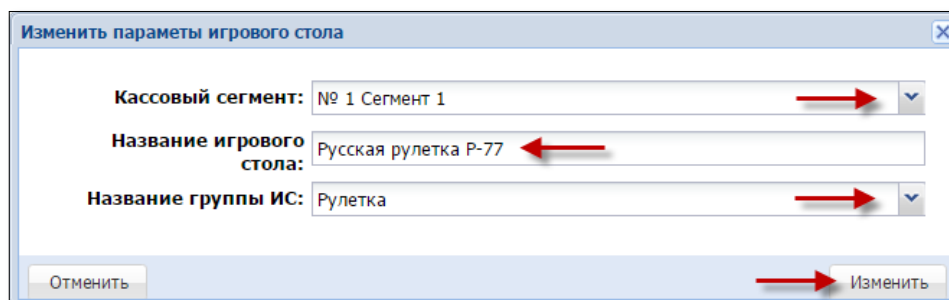 Изменить параметры игрового стола
Кассовый сегмент: № 1 Сегмент 1
Название игрового стола: Русская рулетка Р-77
Название группы ИС: Рулетка
Отменить Изменить